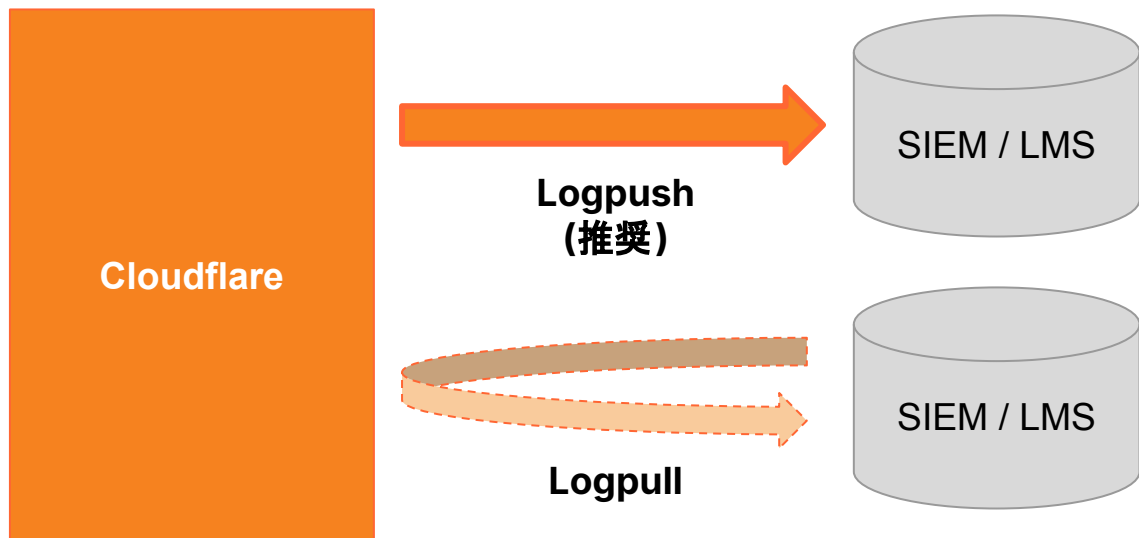 Cloudflare
Logpush
(推奨)
SIEM / LMS
Logpull
SIEM / LMS